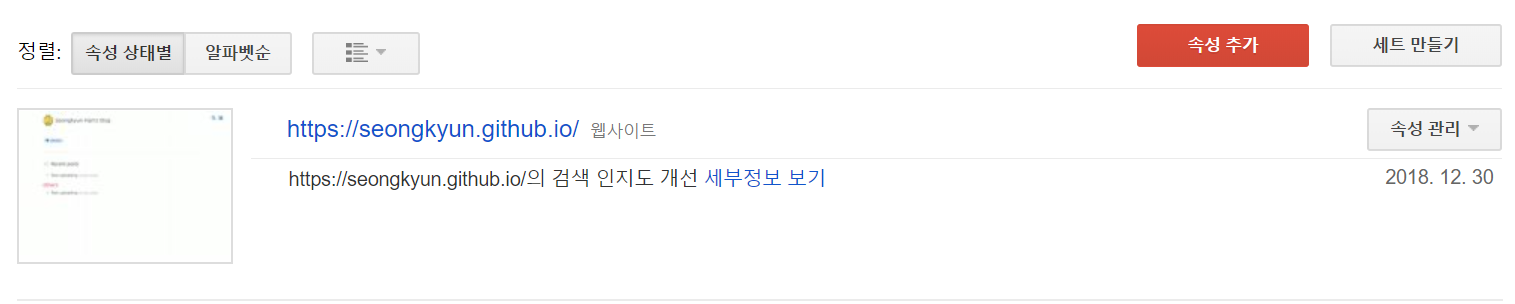 정렬: 속성 상태별 알파벳순 속성 추가 세트 만들기
https://seongkyun.github.io/ 웹사이트 속성 관리
https://seongkyun.github.io/의 검색 인지도 개선 세부정보 보기 2018. 12. 30